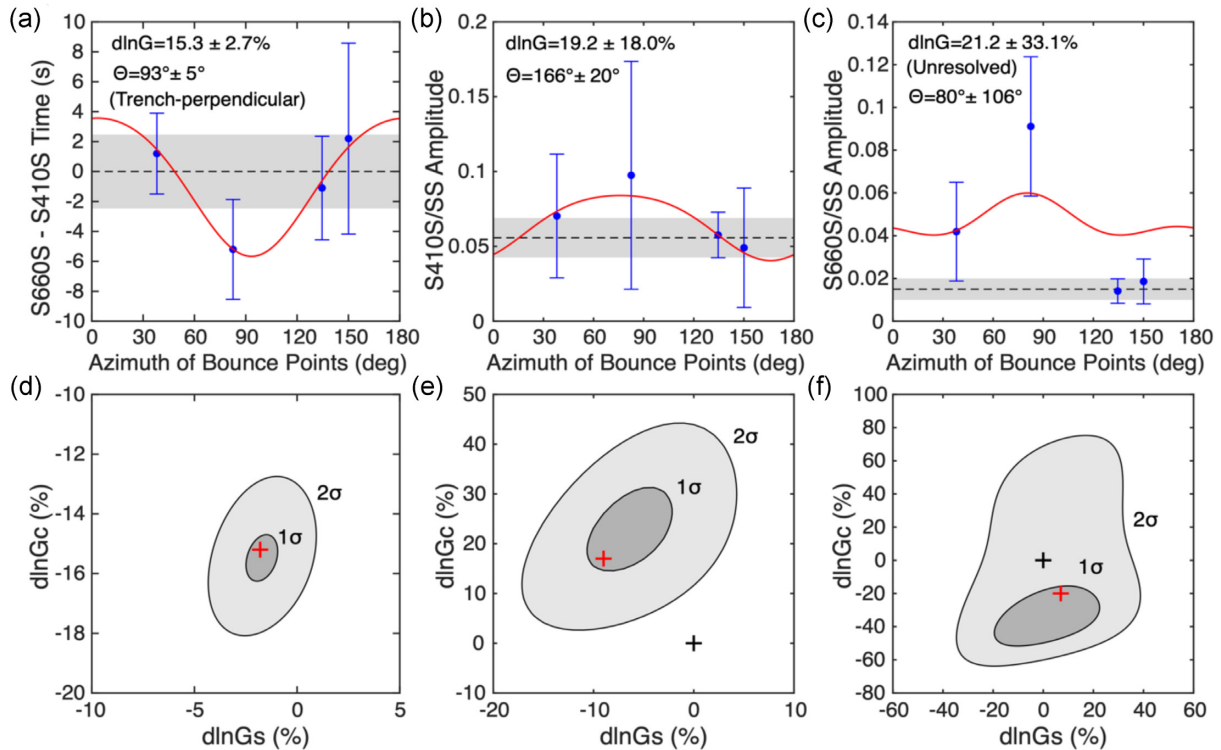 (a)
dlnG=15.3 ± 2.7%
Θ=93°± 5°
(Trench-perpendicular)
S660S - S410S Time (s)
10
8
6
4
2
0
-2
-4
-6
-8
-10
0 30 60 90 120 150 180
Azimuth of Bounce Points (deg)
(b)
dlnG=19.2 ± 18.0%
Θ=166°± 20°
S410S/SS Amplitude
0.2
0.15
0.1
0.05
0
0 30 60 90 120 150 180
Azimuth of Bounce Points (deg)
(c)
dlnG=21.2 ± 33.1%
(Unresolved)
Θ=80°± 106°
S660S/SS Amplitude
0.14
0.12
0.1
0.08
0.06
0.04
0.02
0
0 30 60 90 120 150 180
Azimuth of Bounce Points (deg)
(d)
dlnGc (%)
-10
-12
-14
-16
-18
-20
2σ
1σ
-10 -5 0 5
dlnGs (%)
(e)
dlnGc (%)
50
40
30
20
10
0
-10
2σ
1σ
-20 -10 0 10
dlnGs (%)
(f)
dlnGc (%)
100
80
60
40
20
0
-20
-40
-60
-80
2σ
1σ
-60 -40 -20 0 20 40 60
dlnGs (%)